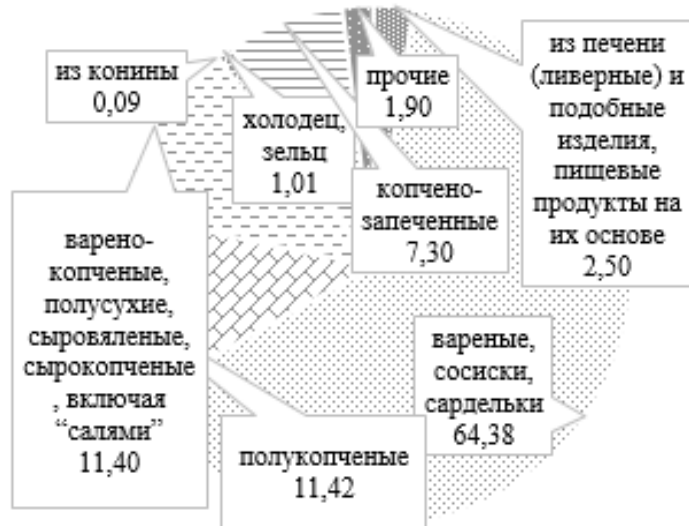 из конины
0,09
холодец,
зельц
1,01
прочие
1,90
копчено-
запеченные
7,30
из печени
(ливерные) и
подобные
изделия,
пищевые
продукты на
их основе
2,50
варено-
копченые,
полусухие,
сыровяленые,
сырокопченые
, включая
“салями”
11,40
полукопченые
11,42
вареные,
сосиски,
сардельки
64,38